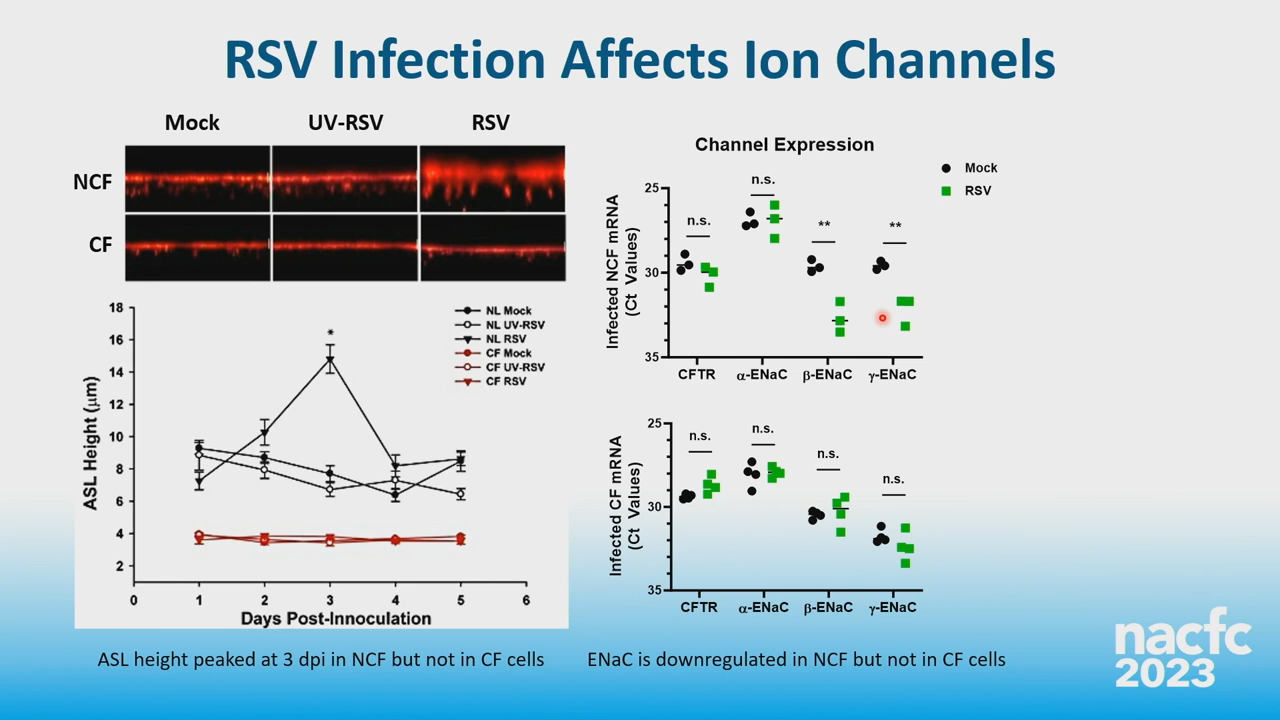 RSV Infection Affects Ion Channels
Mock UV-RSV RSV
NCF
CF
18
16
14
12
10
8
6
4
2
ASL Height (μm)
*
NL Mock
NL UV-RSV
NL RSV
CF Mock
CF UV-RSV
CF RSV
0 1 2 3 4 5 6
Days Post-Innoculation
ASL height peaked at 3 dpi in NCF but not in CF cells
Channel Expression
Mock
RSV
Infected NCF mRNA
(Ct Values)
25
30
35
n.s. n.s. ** **
CFTR α-ENaC β-ENaC γ-ENaC
Infected CF mRNA
(Ct Values)
25
30
35
n.s. n.s. n.s. n.s.
CFTR α-ENaC β-ENaC γ-ENaC
ENaC is downregulated in NCF but not in CF cells
nacfc
2023